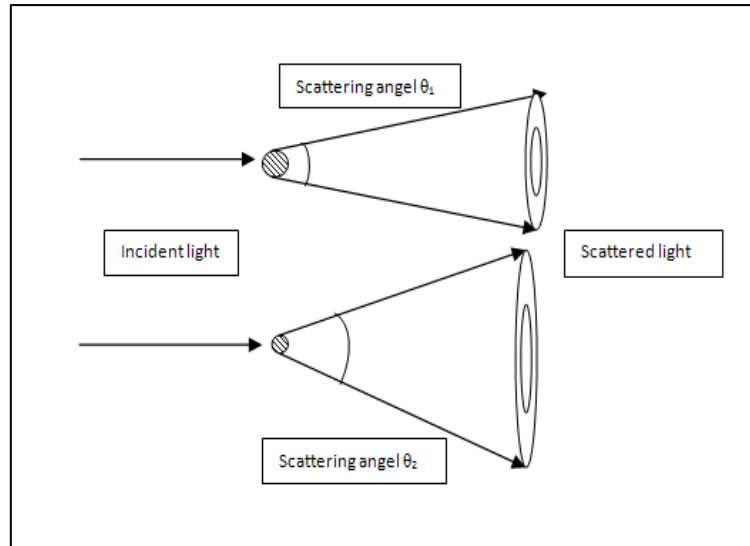 Scattering angel θ₁
Incident light
Scattered light
Scattering angel θ₂